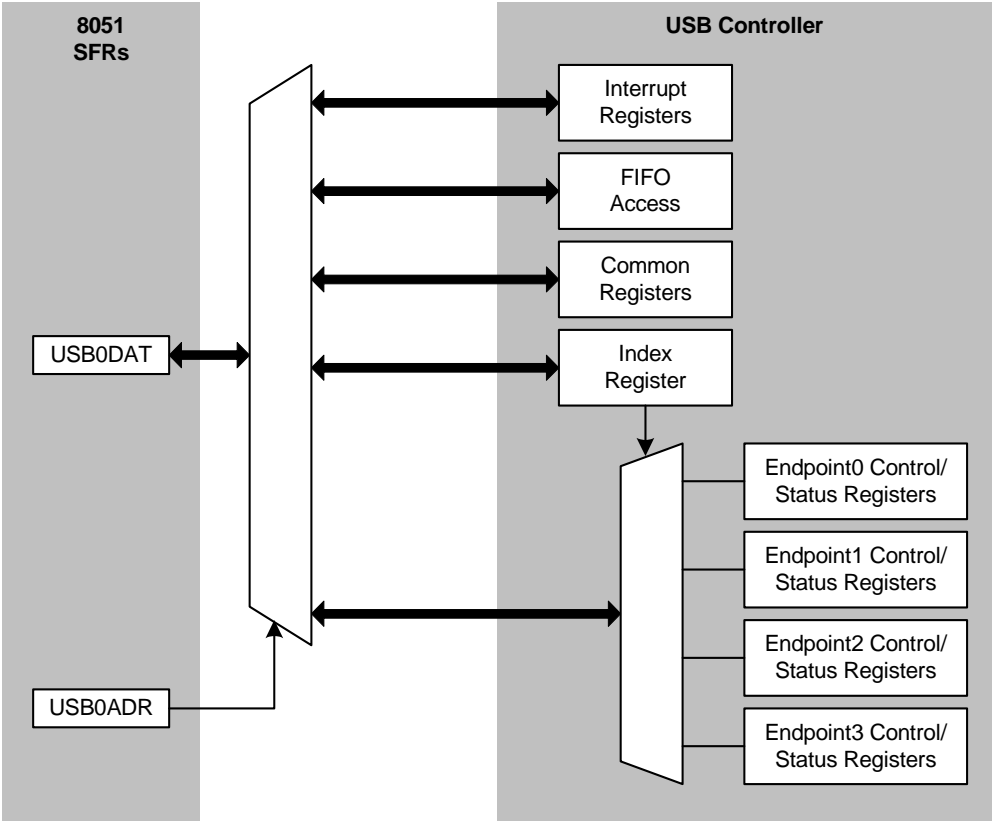 8051
SFRs
USB Controller
Interrupt
Registers
FIFO
Access
Common
Registers
USB0DAT
Index
Register
Endpoint0 Control/
Status Registers
Endpoint1 Control/
Status Registers
Endpoint2 Control/
Status Registers
USB0ADR
Endpoint3 Control/
Status Registers